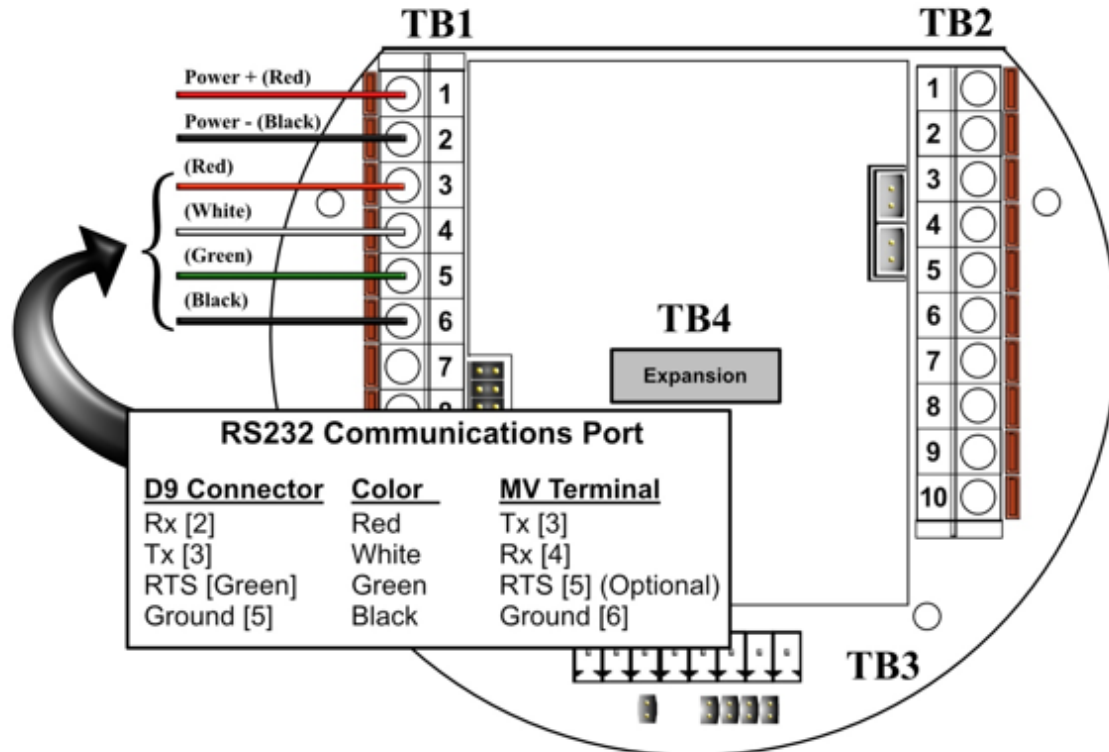 TB1
TB2
Power + (Red)
1
Power - (Black)
2
(Red)
3
(White)
4
(Green)
5
(Black)
6
7
1
2
3
4
5
6
7
8
9
10
TB4
Expansion
RS232 Communications Port
D9 Connector Color MV Terminal
Rx [2] Red Tx [3]
Tx [3] White Rx [4]
RTS [Green] Green RTS [5] (Optional)
Ground [5] Black Ground [6]
TB3